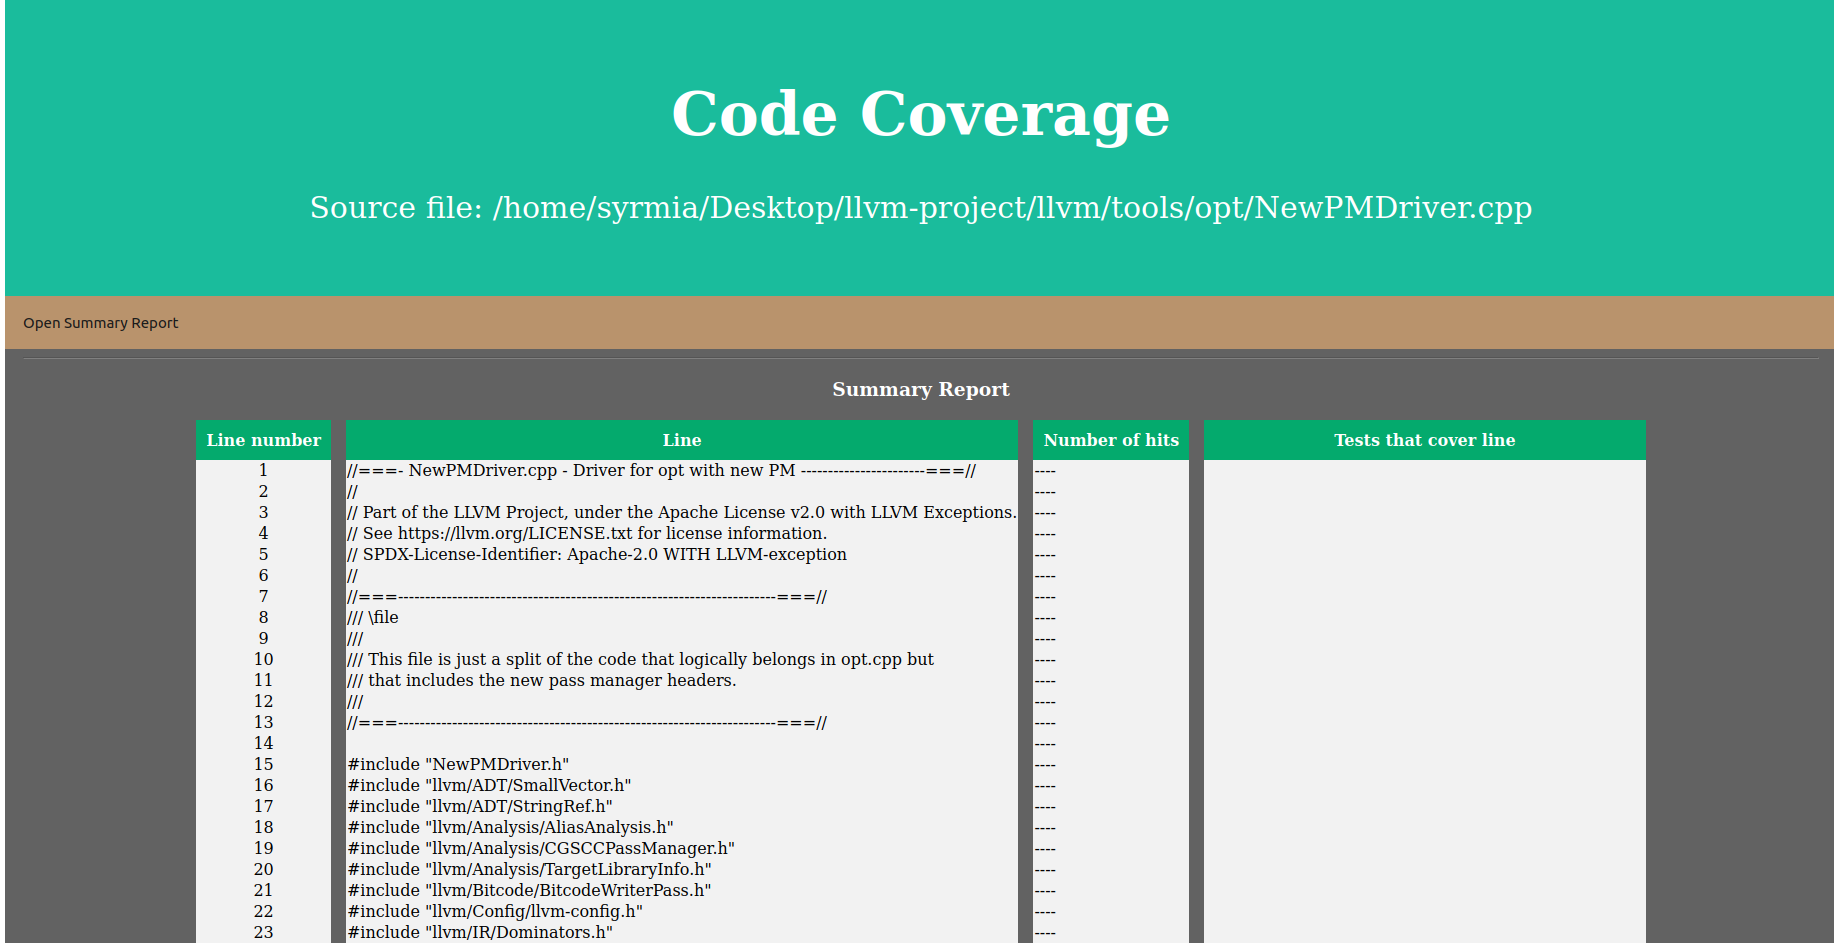 Code Coverage
Source file: /home/syrmia/Desktop/llvm-project/llvm/tools/opt/NewPMDriver.cpp
Open Summary Report
Summary Report
Line number Line Number of hits Tests that cover line
1 //===- NewPMDriver.cpp - Driver for opt with new PM -----------------------===// ----
2 // ----
3 // Part of the LLVM Project, under the Apache License v2.0 with LLVM Exceptions. ----
4 // See https://llvm.org/LICENSE.txt for license information. ----
5 // SPDX-License-Identifier: Apache-2.0 WITH LLVM-exception ----
6 // ----
7 //===----------------------------------------------------------------------===// ----
8 /// \file ----
9 /// ----
10 /// This file is just a split of the code that logically belongs in opt.cpp but ----
11 /// that includes the new pass manager headers. ----
12 /// ----
13 //===----------------------------------------------------------------------===// ----
14 ----
15 #include "NewPMDriver.h" ----
16 #include "llvm/ADT/SmallVector.h" ----
17 #include "llvm/ADT/StringRef.h" ----
18 #include "llvm/Analysis/AliasAnalysis.h" ----
19 #include "llvm/Analysis/CGSCCPassManager.h" ----
20 #include "llvm/Analysis/TargetLibraryInfo.h" ----
21 #include "llvm/Bitcode/BitcodeWriterPass.h" ----
22 #include "llvm/Config/llvm-config.h" ----
23 #include "llvm/IR/Dominators.h" ----